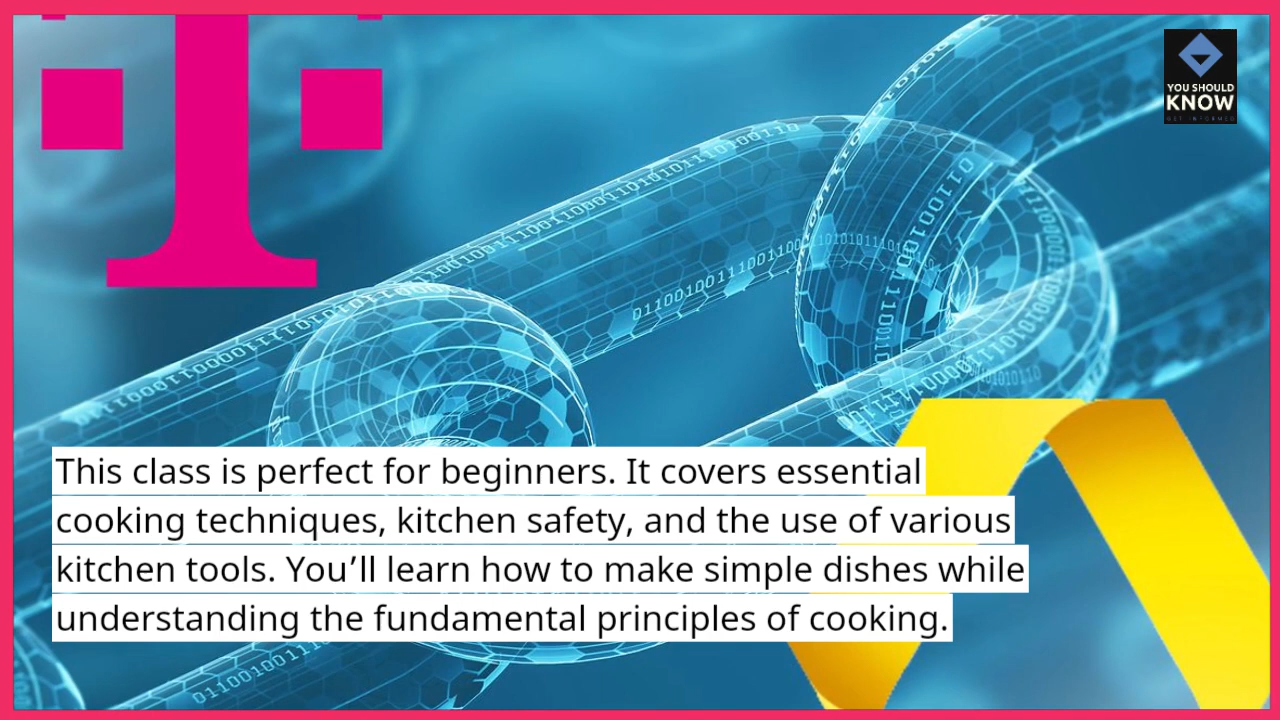 YOU SHOULD
KNOW
GET INFORMED
This class is perfect for beginners. It covers essential
cooking techniques, kitchen safety, and the use of various
kitchen tools. You’ll learn how to make simple dishes while
understanding the fundamental principles of cooking.